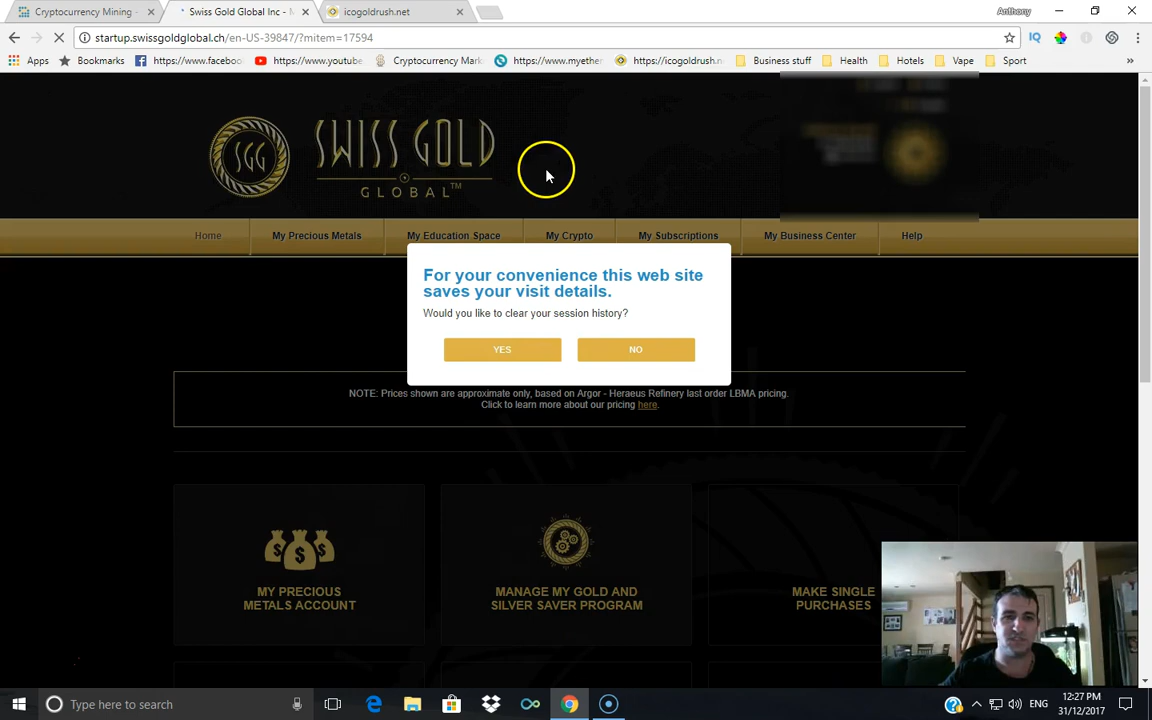 Cryptocurrency Mining -
Swiss Gold Global Inc - M
icogoldrush.net
Anthony
startup.swissgoldglobal.ch/en-US-39847/?mitem=17594
Apps
Bookmarks
https://www.faceboo
https://www.youtube
Cryptocurrency Mark
https://www.myether
https://icogoldrush.n
Business stuff
Health
Hotels
Vape
Sport
SGG
SWISS GOLD
GLOBAL™
Home
My Precious Metals
My Education Space
My Crypto
My Subscriptions
My Business Center
Help
For your convenience this web site
saves your visit details.
Would you like to clear your session history?
YES
NO
NOTE: Prices shown are approximate only, based on Argor - Heraeus Refinery last order LBMA pricing.
Click to learn more about our pricing here.
MY PRECIOUS
METALS ACCOUNT
MANAGE MY GOLD AND
SILVER SAVER PROGRAM
MAKE SINGLE
PURCHASES
Type here to search
ENG
12:27 PM
31/12/2017